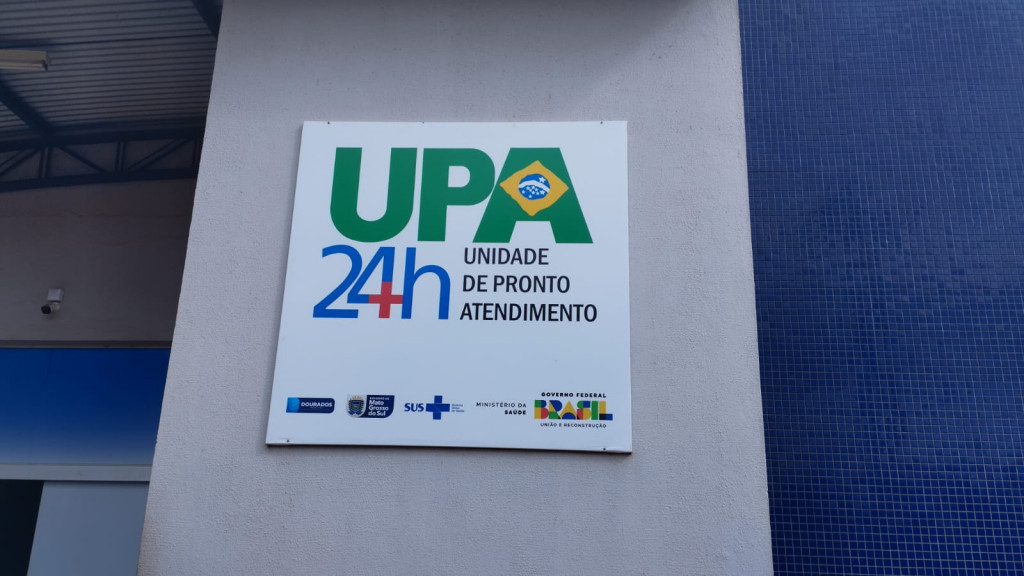 UPA
24h
UNIDADE
DE PRONTO
ATENDIMENTO
DOURADOS
Mato
Grosso
do Sul
SUS
MINISTÉRIO DA
SAÚDE
GOVERNO FEDERAL
BRASIL
UNIÃO E RECONSTRUÇÃO